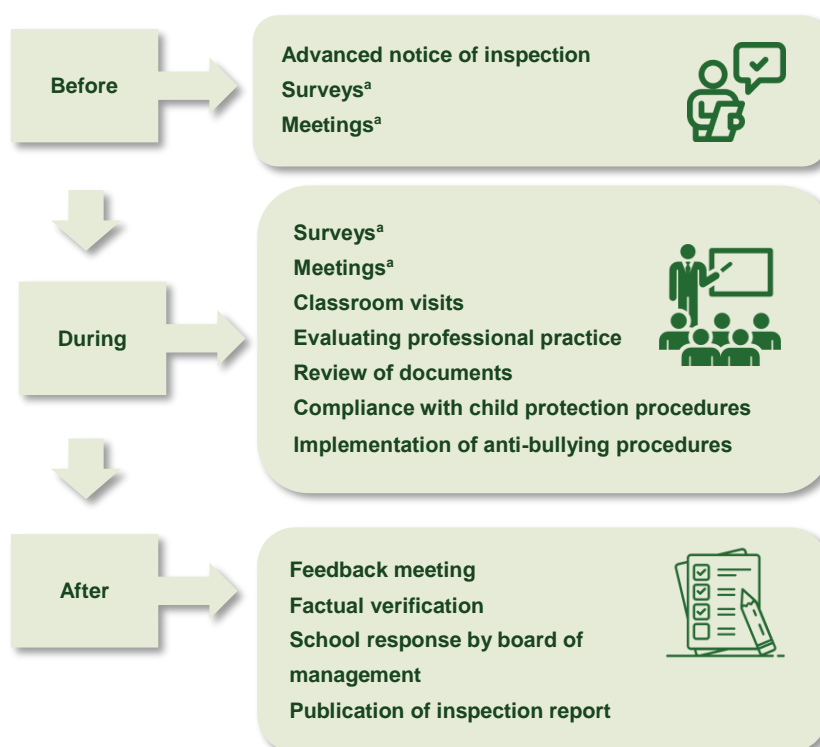 Before
Advanced notice of inspection
Surveysᵃ
Meetingsᵃ
During
Surveysᵃ
Meetingsᵃ
Classroom visits
Evaluating professional practice
Review of documents
Compliance with child protection procedures
Implementation of anti-bullying procedures
After
Feedback meeting
Factual verification
School response by board of
management
Publication of inspection report